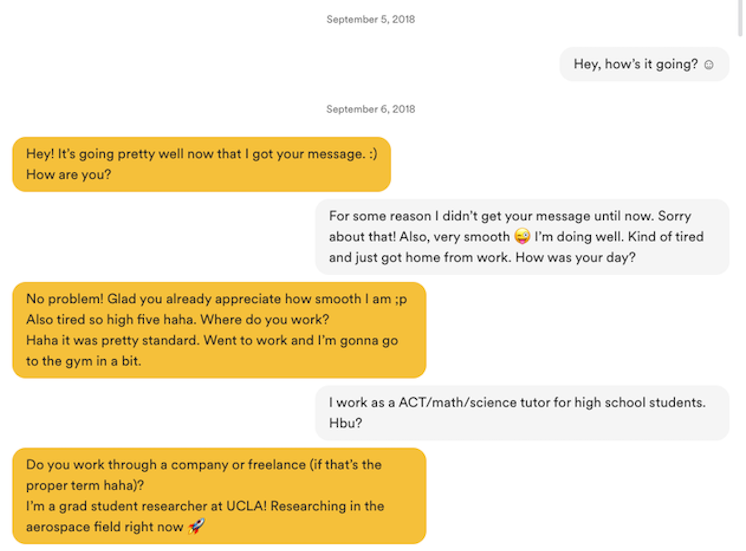 September 5, 2018
Hey, how's it going? ☺
September 6, 2018
Hey! It's going pretty well now that I got your message. :)
How are you?
For some reason I didn't get your message until now. Sorry
about that! Also, very smooth 😜 I'm doing well. Kind of tired
and just got home from work. How was your day?
No problem! Glad you already appreciate how smooth I am ;p
Also tired so high five haha. Where do you work?
Haha it was pretty standard. Went to work and I'm gonna go
to the gym in a bit.
I work as a ACT/math/science tutor for high school students.
Hbu?
Do you work through a company or freelance (if that's the
proper term haha)?
I'm a grad student researcher at UCLA! Researching in the
aerospace field right now 🚀